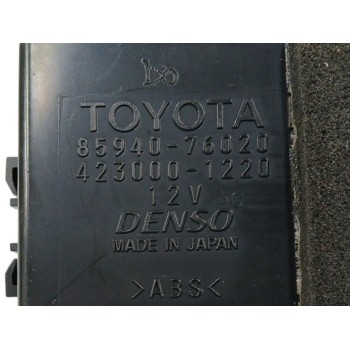 TOYOTA
85940-76020
423000-1220
12V
DENSO
MADE IN JAPAN
>ABS<